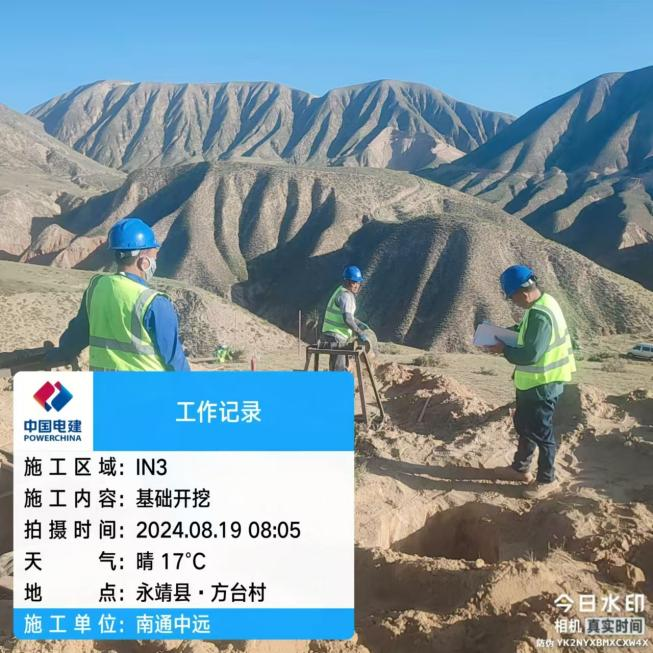 工作记录
中国电建
POWERCHINA
施工区域：IN3
施工内容：基础开挖
拍摄时间：2024.08.19 08:05
天气：晴 17℃
地点：永靖县·方台村
施工单位：南通中远
今日水印
相机 真实时间
防伪 YK2NYXBMXCXW4X